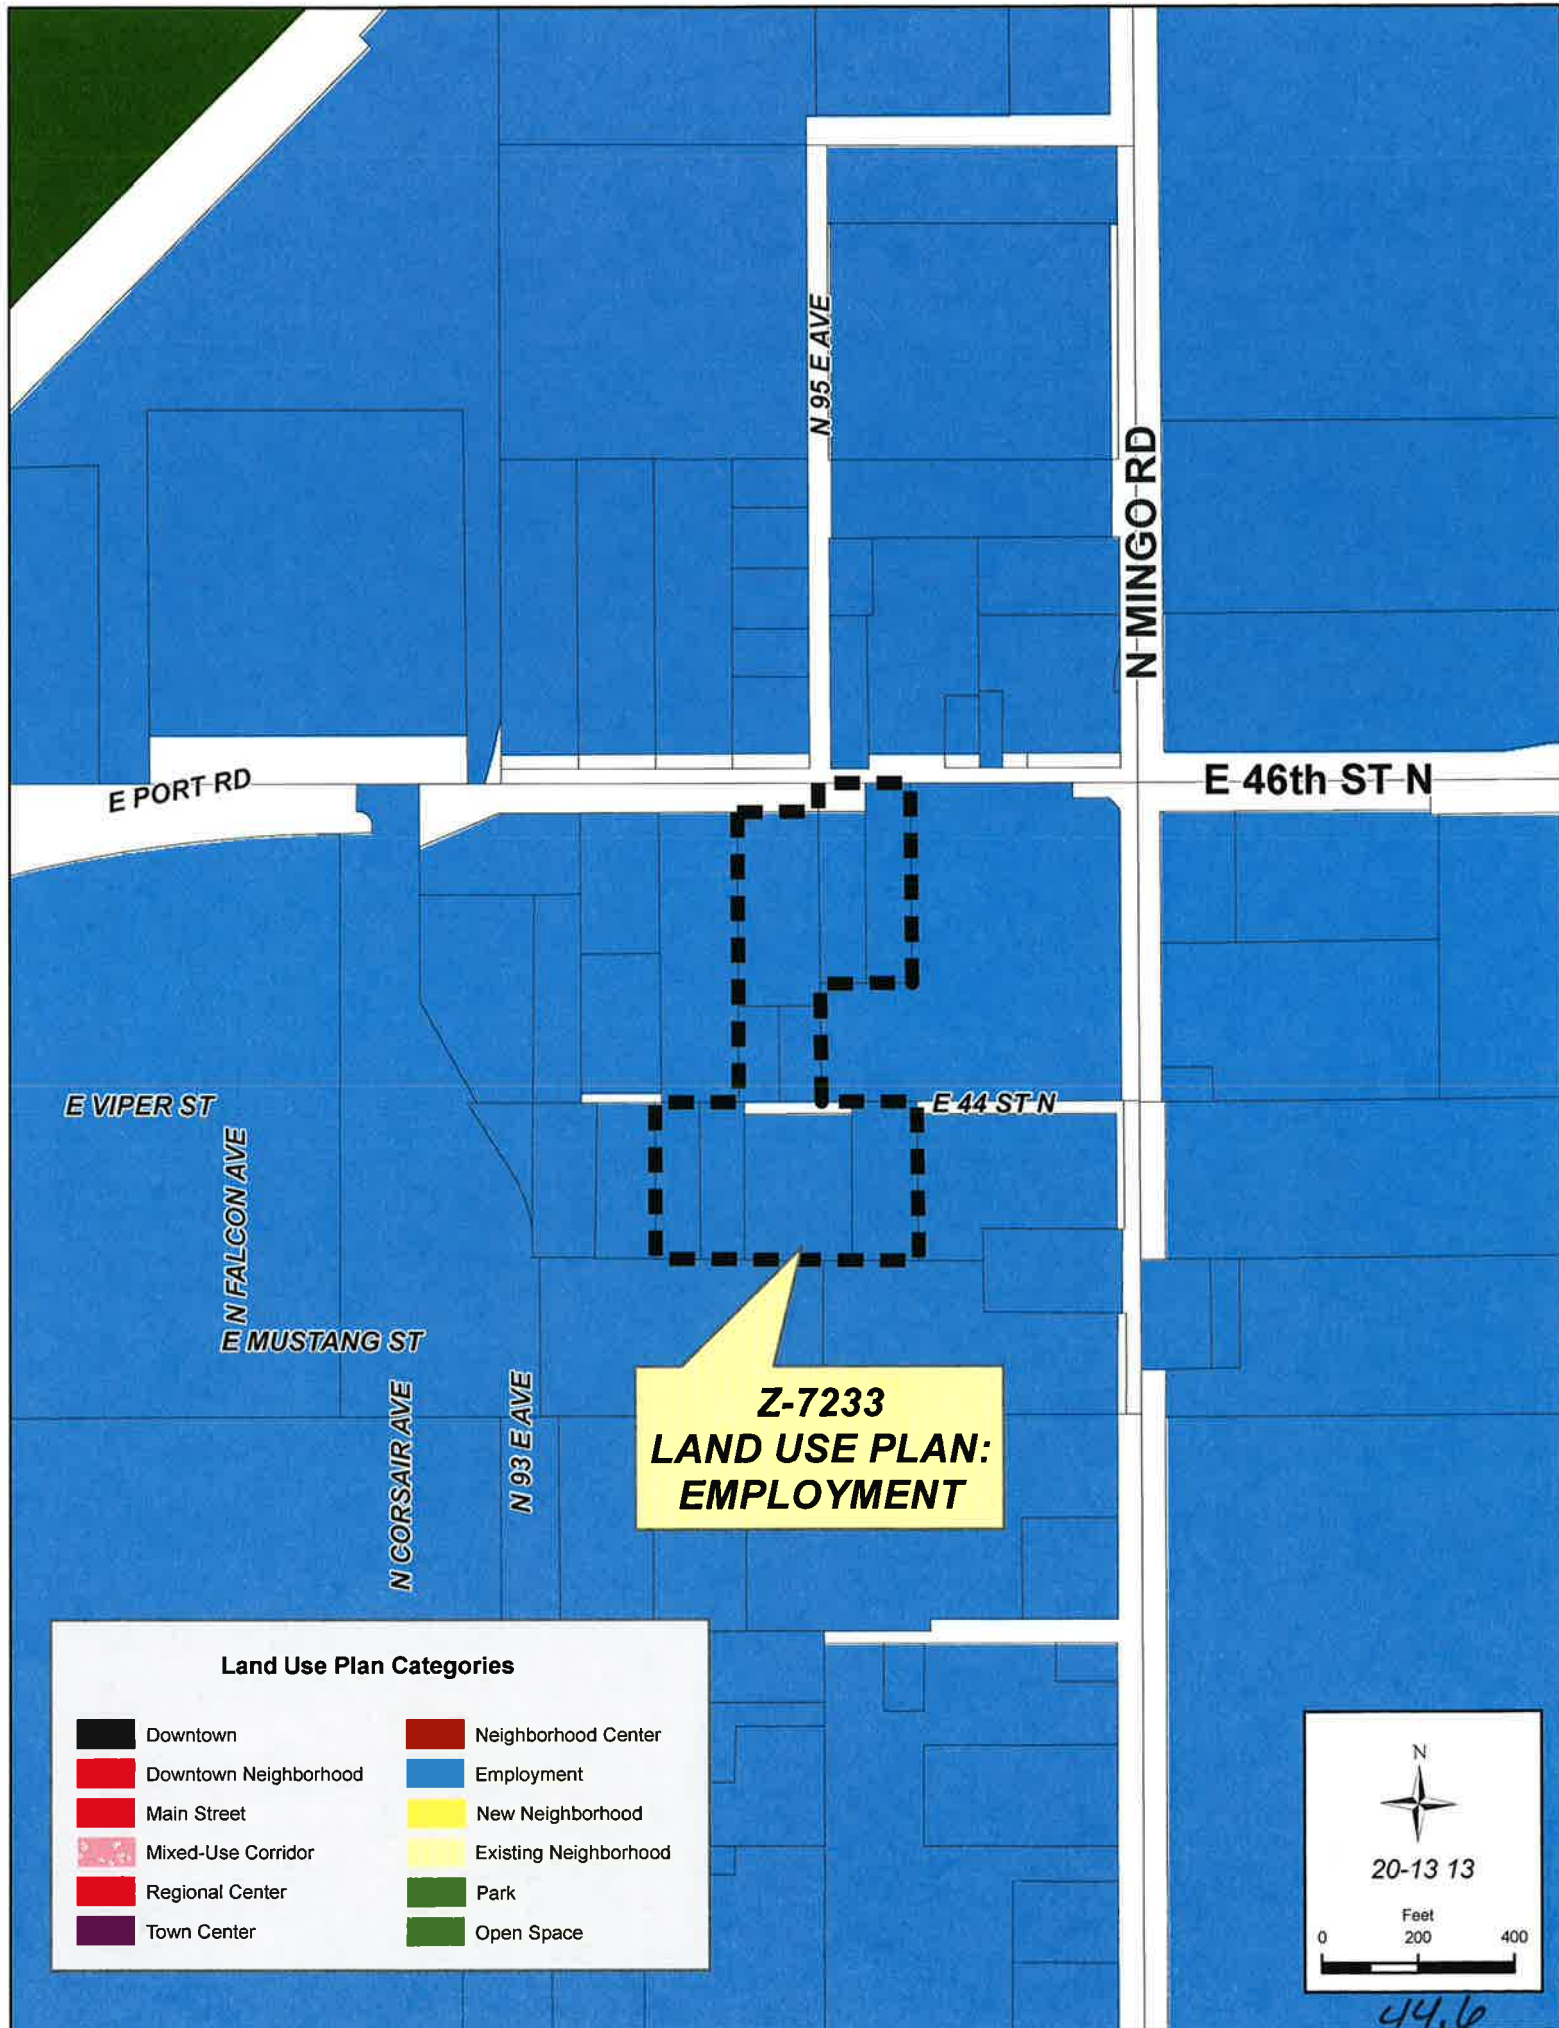 N 95 E AVE
N MINGO RD
E PORT RD
E 46th ST N
E VIPER ST
E 44 ST N
E N FALCON AVE
E MUSTANG ST
N CORSAIR AVE
N 93 E AVE
Z-7233
LAND USE PLAN:
EMPLOYMENT
Land Use Plan Categories
Downtown
Downtown Neighborhood
Main Street
Mixed-Use Corridor
Regional Center
Town Center
Neighborhood Center
Employment
New Neighborhood
Existing Neighborhood
Park
Open Space
N
20-13 13
Feet
0 200 400
44.6